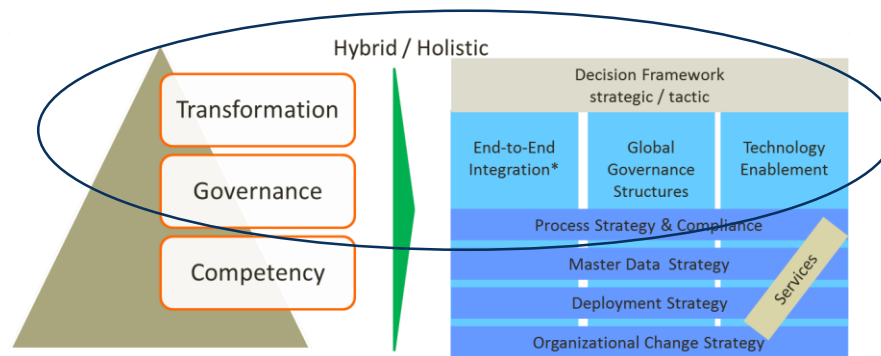 Hybrid / Holistic
Transformation
Governance
Competency
Decision Framework
strategic / tactic
End-to-End
Integration*
Global
Governance
Structures
Technology
Enablement
Process Strategy & Compliance
Master Data Strategy
Deployment Strategy
Organizational Change Strategy
Services